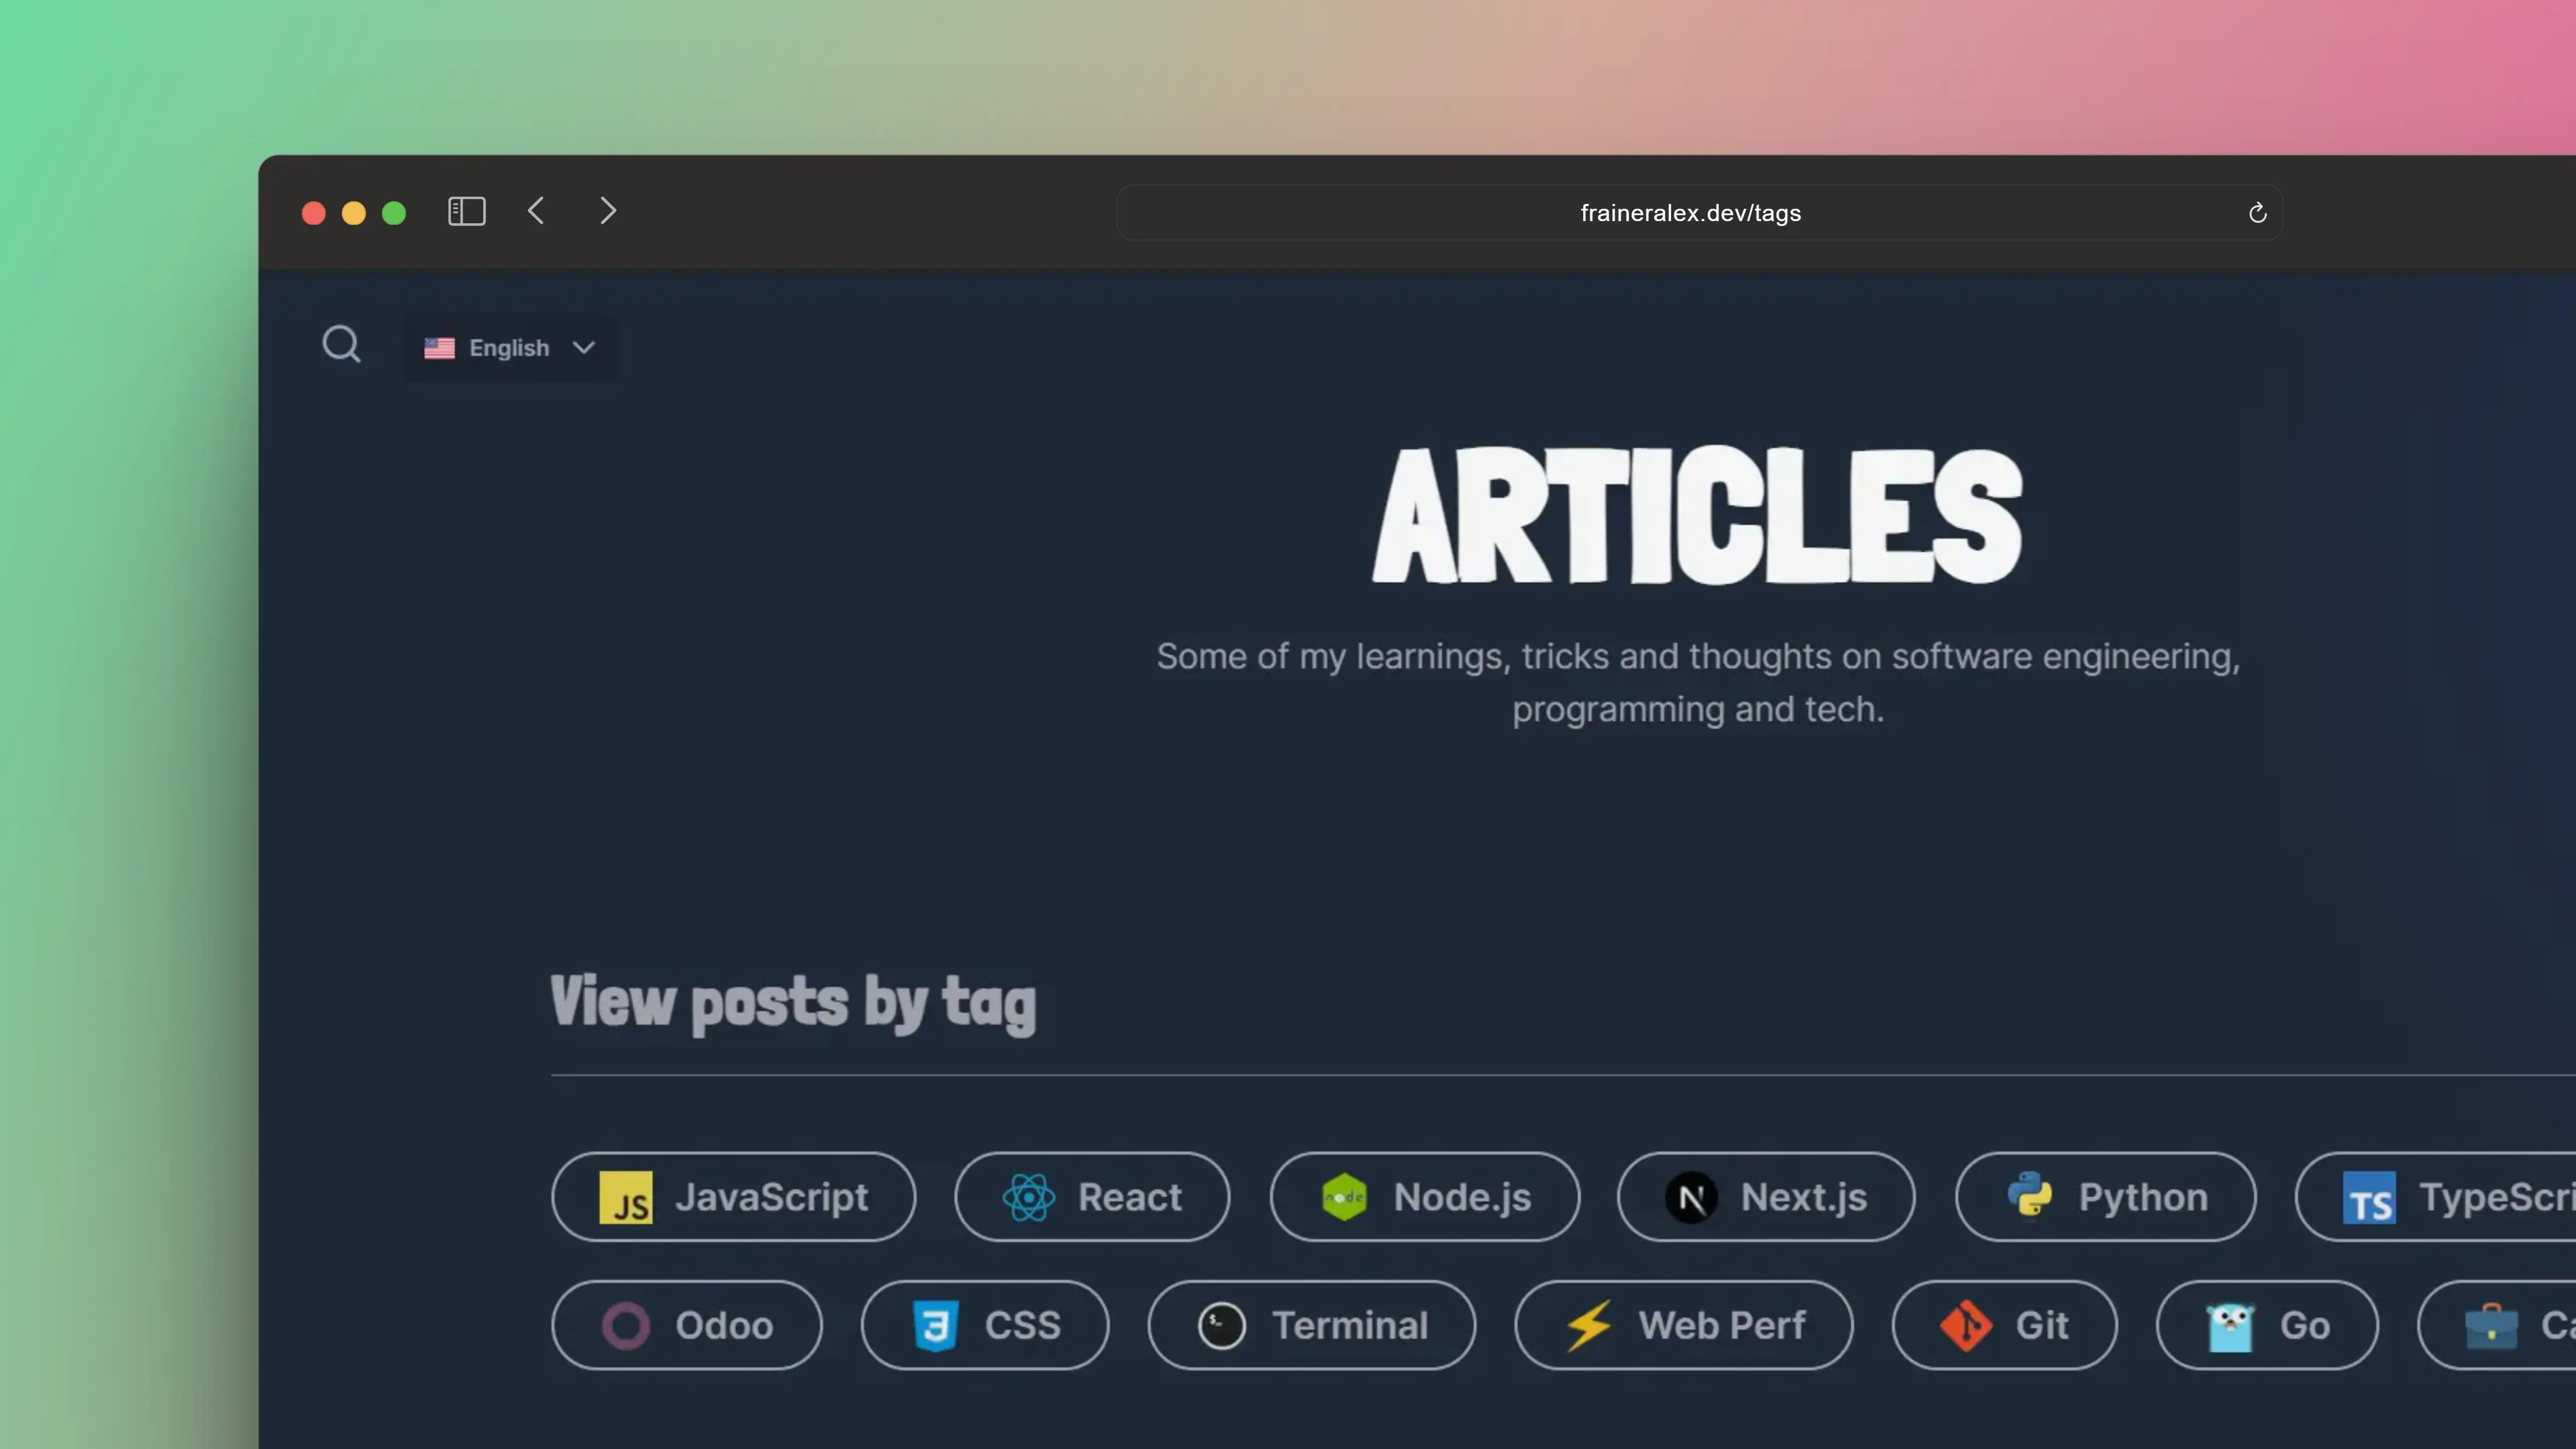 fraineralex.dev/tags
English
ARTICLES
Some of my learnings, tricks and thoughts on software engineering,
programming and tech.
View posts by tag
JS JavaScript React node Node.js N Next.js Python TS TypeScri
Odoo 3 CSS $_ Terminal Web Perf Git Go Ca